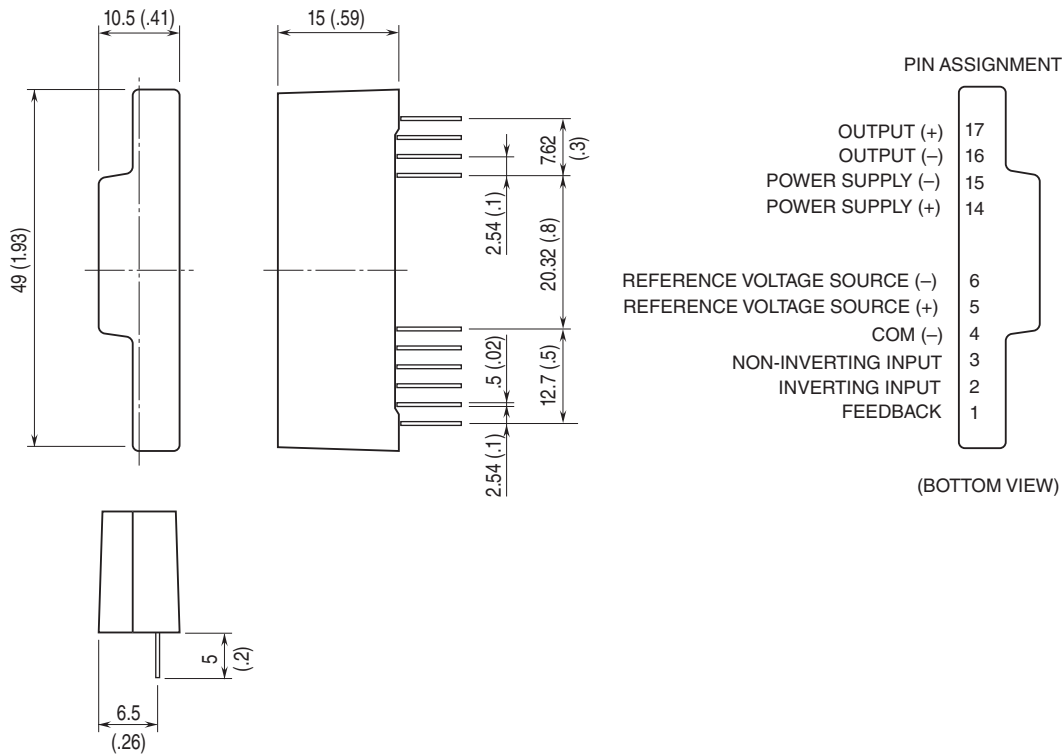 10.5 (.41)
15 (.59)
49 (1.93)
7.62
(.3)
2.54 (.1)
20.32 (.8)
.5 (.02)
12.7 (.5)
2.54 (.1)
5
(.2)
6.5
(.26)
PIN ASSIGNMENT
OUTPUT (+) 17
OUTPUT (–) 16
POWER SUPPLY (–) 15
POWER SUPPLY (+) 14
REFERENCE VOLTAGE SOURCE (–) 6
REFERENCE VOLTAGE SOURCE (+) 5
COM (–) 4
NON-INVERTING INPUT 3
INVERTING INPUT 2
FEEDBACK 1
(BOTTOM VIEW)